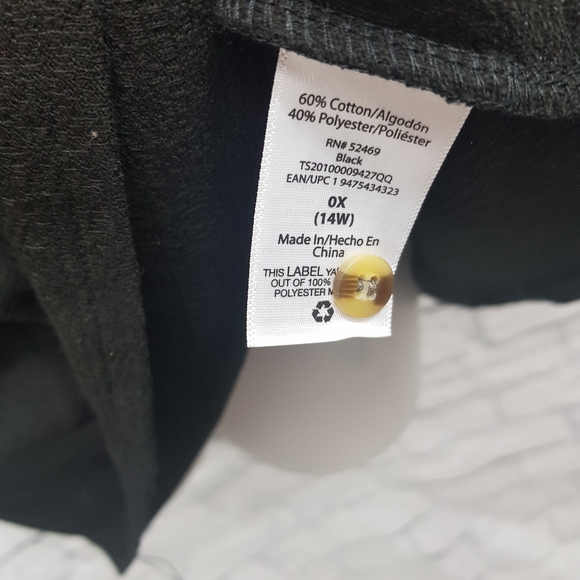 60% Cotton/Algodón
40% Polyester/Poliéster
RN# 52469
Black
TS20100009427QQ
EAN/UPC 1 9475434323
0X
(14W)
Made In/Hecho En
China
THIS LABEL
OUT OF 100%
POLYESTER